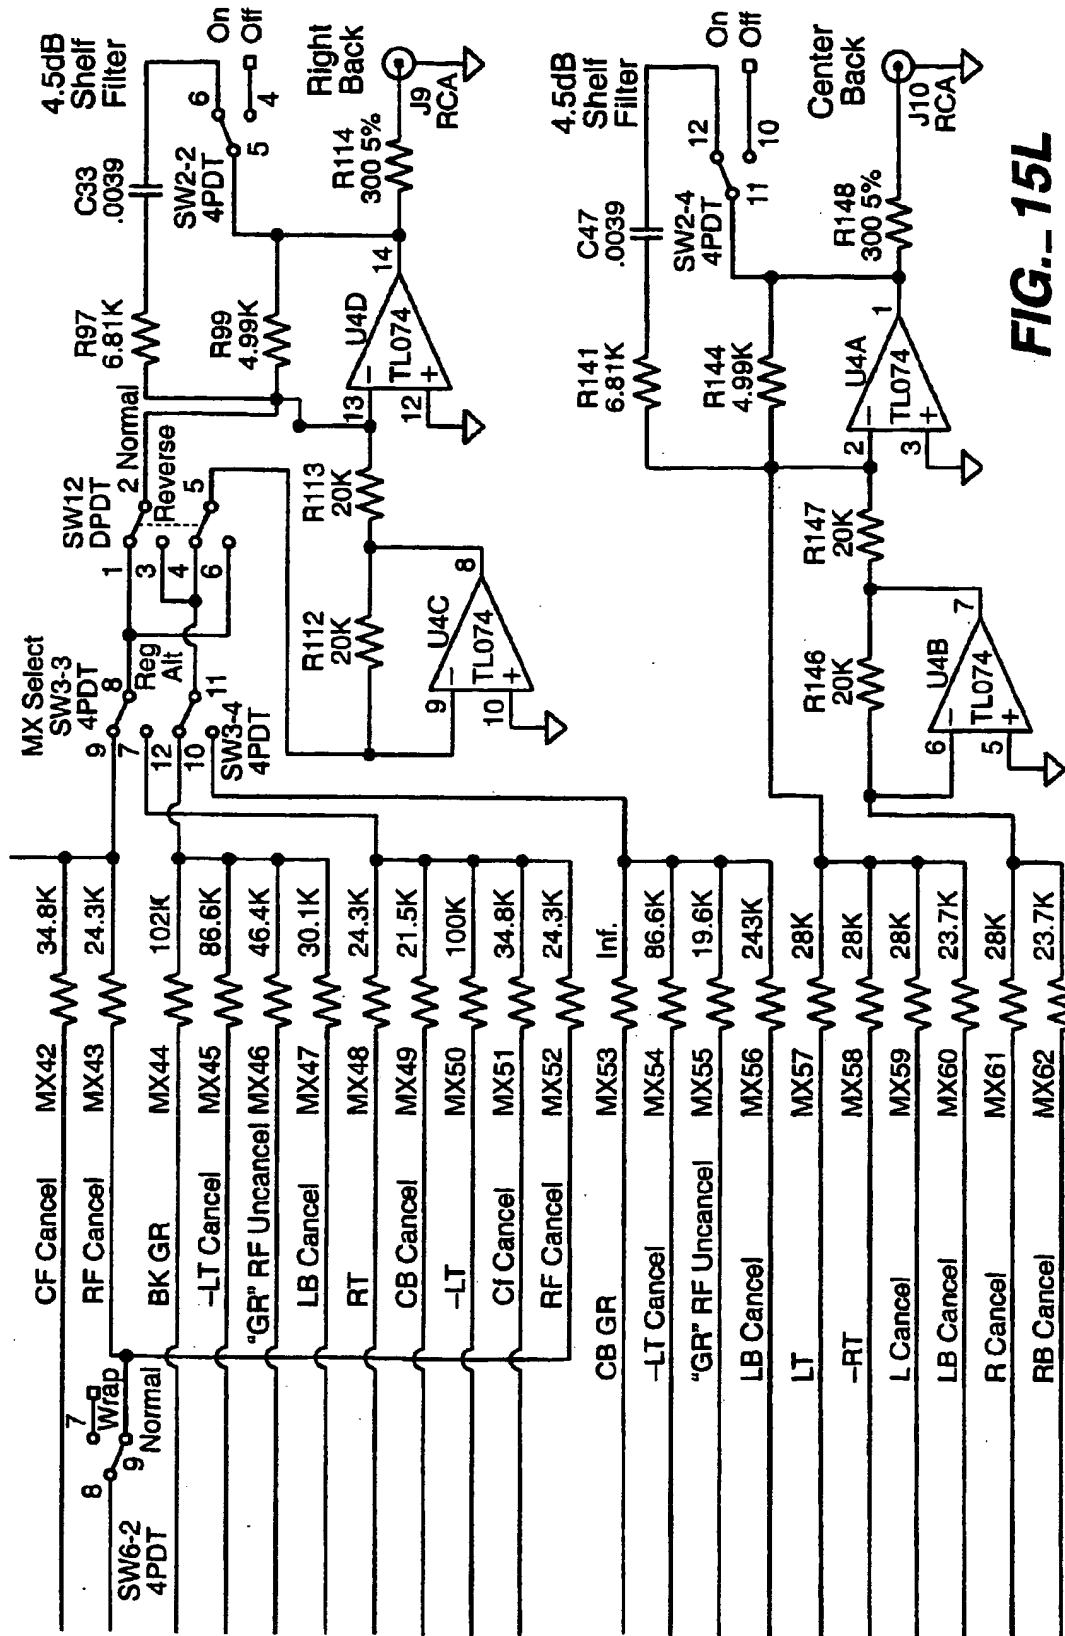 MX Select
SW3-3
4PDT
9
8
7
Reg
Alt
12
11
10
SW3-4
4PDT
SW12
DPDT
1
2 Normal
3
Reverse
4
5
6
R97
6.81K
C33
.0039
4.5dB
Shelf
Filter
On
Off
6
4
5
SW2-2
4PDT
R99
4.99K
U4D
TL074
13
12
14
–
+
R114
300 5%
Right
Back
J9
RCA
R113
20K
R112
20K
U4C
TL074
9
10
8
–
+
R141
6.81K
C47
.0039
4.5dB
Shelf
Filter
On
Off
12
10
11
SW2-4
4PDT
R144
4.99K
U4A
TL074
2
3
1
–
+
R148
300 5%
Center
Back
J10
RCA
R147
20K
R146
20K
U4B
TL074
6
5
7
–
+
SW6-2
4PDT
8
7
Wrap
9
Normal
CF Cancel MX42 34.8K
RF Cancel MX43 24.3K
BK GR MX44 102K
–LT Cancel MX45 86.6K
"GR" RF Uncancel MX46 46.4K
LB Cancel MX47 30.1K
RT MX48 24.3K
CB Cancel MX49 21.5K
–LT MX50 100K
Cf Cancel MX51 34.8K
RF Cancel MX52 24.3K
CB GR MX53 Inf.
–LT Cancel MX54 86.6K
"GR" RF Uncancel MX55 19.6K
LB Cancel MX56 243K
LT MX57 28K
–RT MX58 28K
L Cancel MX59 28K
LB Cancel MX60 23.7K
R Cancel MX61 28K
RB Cancel MX62 23.7K
FIG._15L